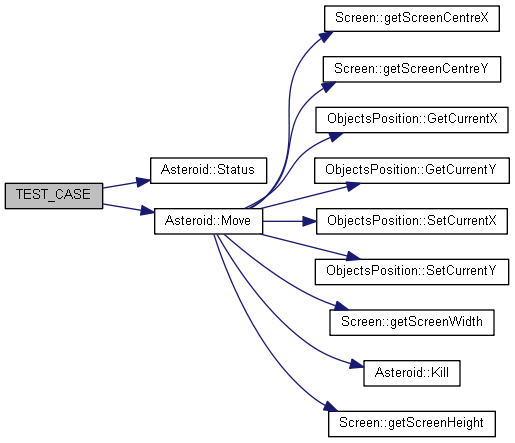 TEST_CASE
Asteroid::Status
Asteroid::Move
Screen::getScreenCentreX
Screen::getScreenCentreY
ObjectsPosition::GetCurrentX
ObjectsPosition::GetCurrentY
ObjectsPosition::SetCurrentX
ObjectsPosition::SetCurrentY
Screen::getScreenWidth
Asteroid::Kill
Screen::getScreenHeight